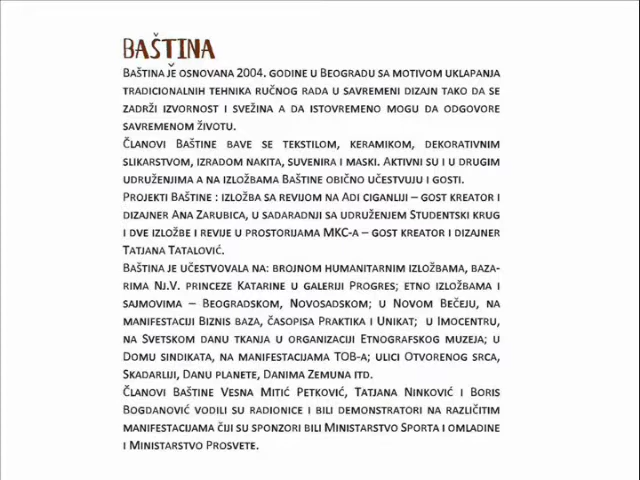 BAŠTINA
BAŠTINA JE OSNOVANA 2004. GODINE U BEOGRADU SA MOTIVOM UKLAPANJA
TRADICIONALNIH TEHNIKA RUČNOG RADA U SAVREMENI DIZAJN TAKO DA SE
ZADRŽI IZVORNOST I SVEŽINA A DA ISTOVREMENO MOGU DA ODGOVORE
SAVREMENOM ŽIVOTU.
ČLANOVI BAŠTINE BAVE SE TEKSTILOM, KERAMIKOM, DEKORATIVNIM
SLIKARSTVOM, IZRADOM NAKITA, SUVENIRA I MASKI. AKTIVNI SU I U DRUGIM
UDRUŽENJIMA A NA IZLOŽBAMA BAŠTINE OBIČNO UČESTVUJU I GOSTI.
PROJEKTI BAŠTINE : IZLOŽBA SA REVIJOM NA ADI CIGANLIJI – GOST KREATOR I
DIZAJNER ANA ZARUBICA, U SADARADNJI SA UDRUŽENJEM STUDENTSKI KRUG
I DVE IZLOŽBE I REVIJE U PROSTORIJAMA MKC-A – GOST KREATOR I DIZAJNER
TATJANA TATALOVIĆ.
BAŠTINA JE UČESTVOVALA NA: BROJNOM HUMANITARNIM IZLOŽBAMA, BAZA-
RIMA NJ.V. PRINCEZE KATARINE U GALERIJI PROGRES; ETNO IZLOŽBAMA I
SAJMOVIMA – BEOGRADSKOM, NOVOSADSKOM; U NOVOM BEČEJU, NA
MANIFESTACIJI BIZNIS BAZA, ČASOPISA PRAKTIKA I UNIKAT; U IMOCENTRU,
NA SVETSKOM DANU TKANJA U ORGANIZACIJI ETNOGRAFSKOG MUZEJA; U
DOMU SINDIKATA, NA MANIFESTACIJAMA TOB-A; ULICI OTVORENOG SRCA,
SKADARLIJI, DANU PLANETE, DANIMA ZEMUNA ITD.
ČLANOVI BAŠTINE VESNA MITIĆ PETKOVIĆ, TATJANA NINKOVIĆ I BORIS
BOGDANOVIĆ VODILI SU RADIONICE I BILI DEMONSTRATORI NA RAZLIČITIM
MANIFESTACIJAMA ČIJI SU SPONZORI BILI MINISTARSTVO SPORTA I OMLADINE
I MINISTARSTVO PROSVETE.